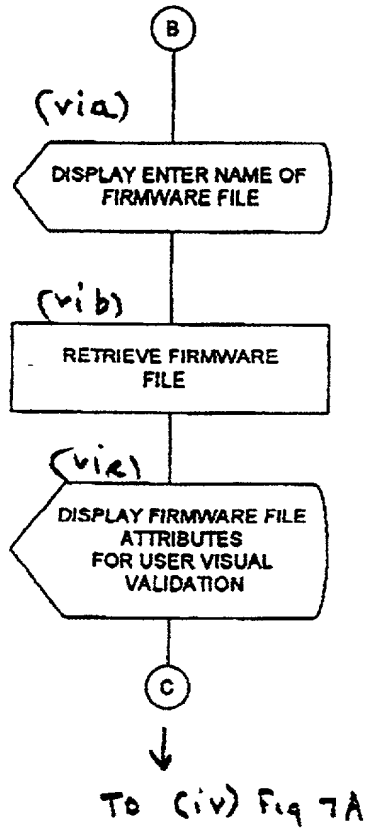 B
(via)
DISPLAY ENTER NAME OF
FIRMWARE FILE
(vib)
RETRIEVE FIRMWARE
FILE
(vic)
DISPLAY FIRMWARE FILE
ATTRIBUTES
FOR USER VISUAL
VALIDATION
C
To (iv) Fig 7A